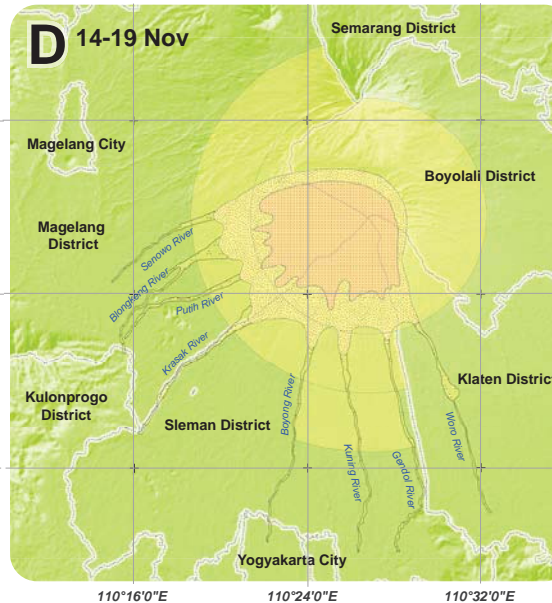 D 14-19 Nov
Semarang District
Magelang City
Boyolali District
Magelang
District
Senowo River
Blongkeng River
Putih River
Krasak River
Kulonprogo
District
Sleman District
Boyong River
Kuning River
Gendol River
Woro River
Klaten District
Yogyakarta City
110°16'0"E
110°24'0"E
110°32'0"E